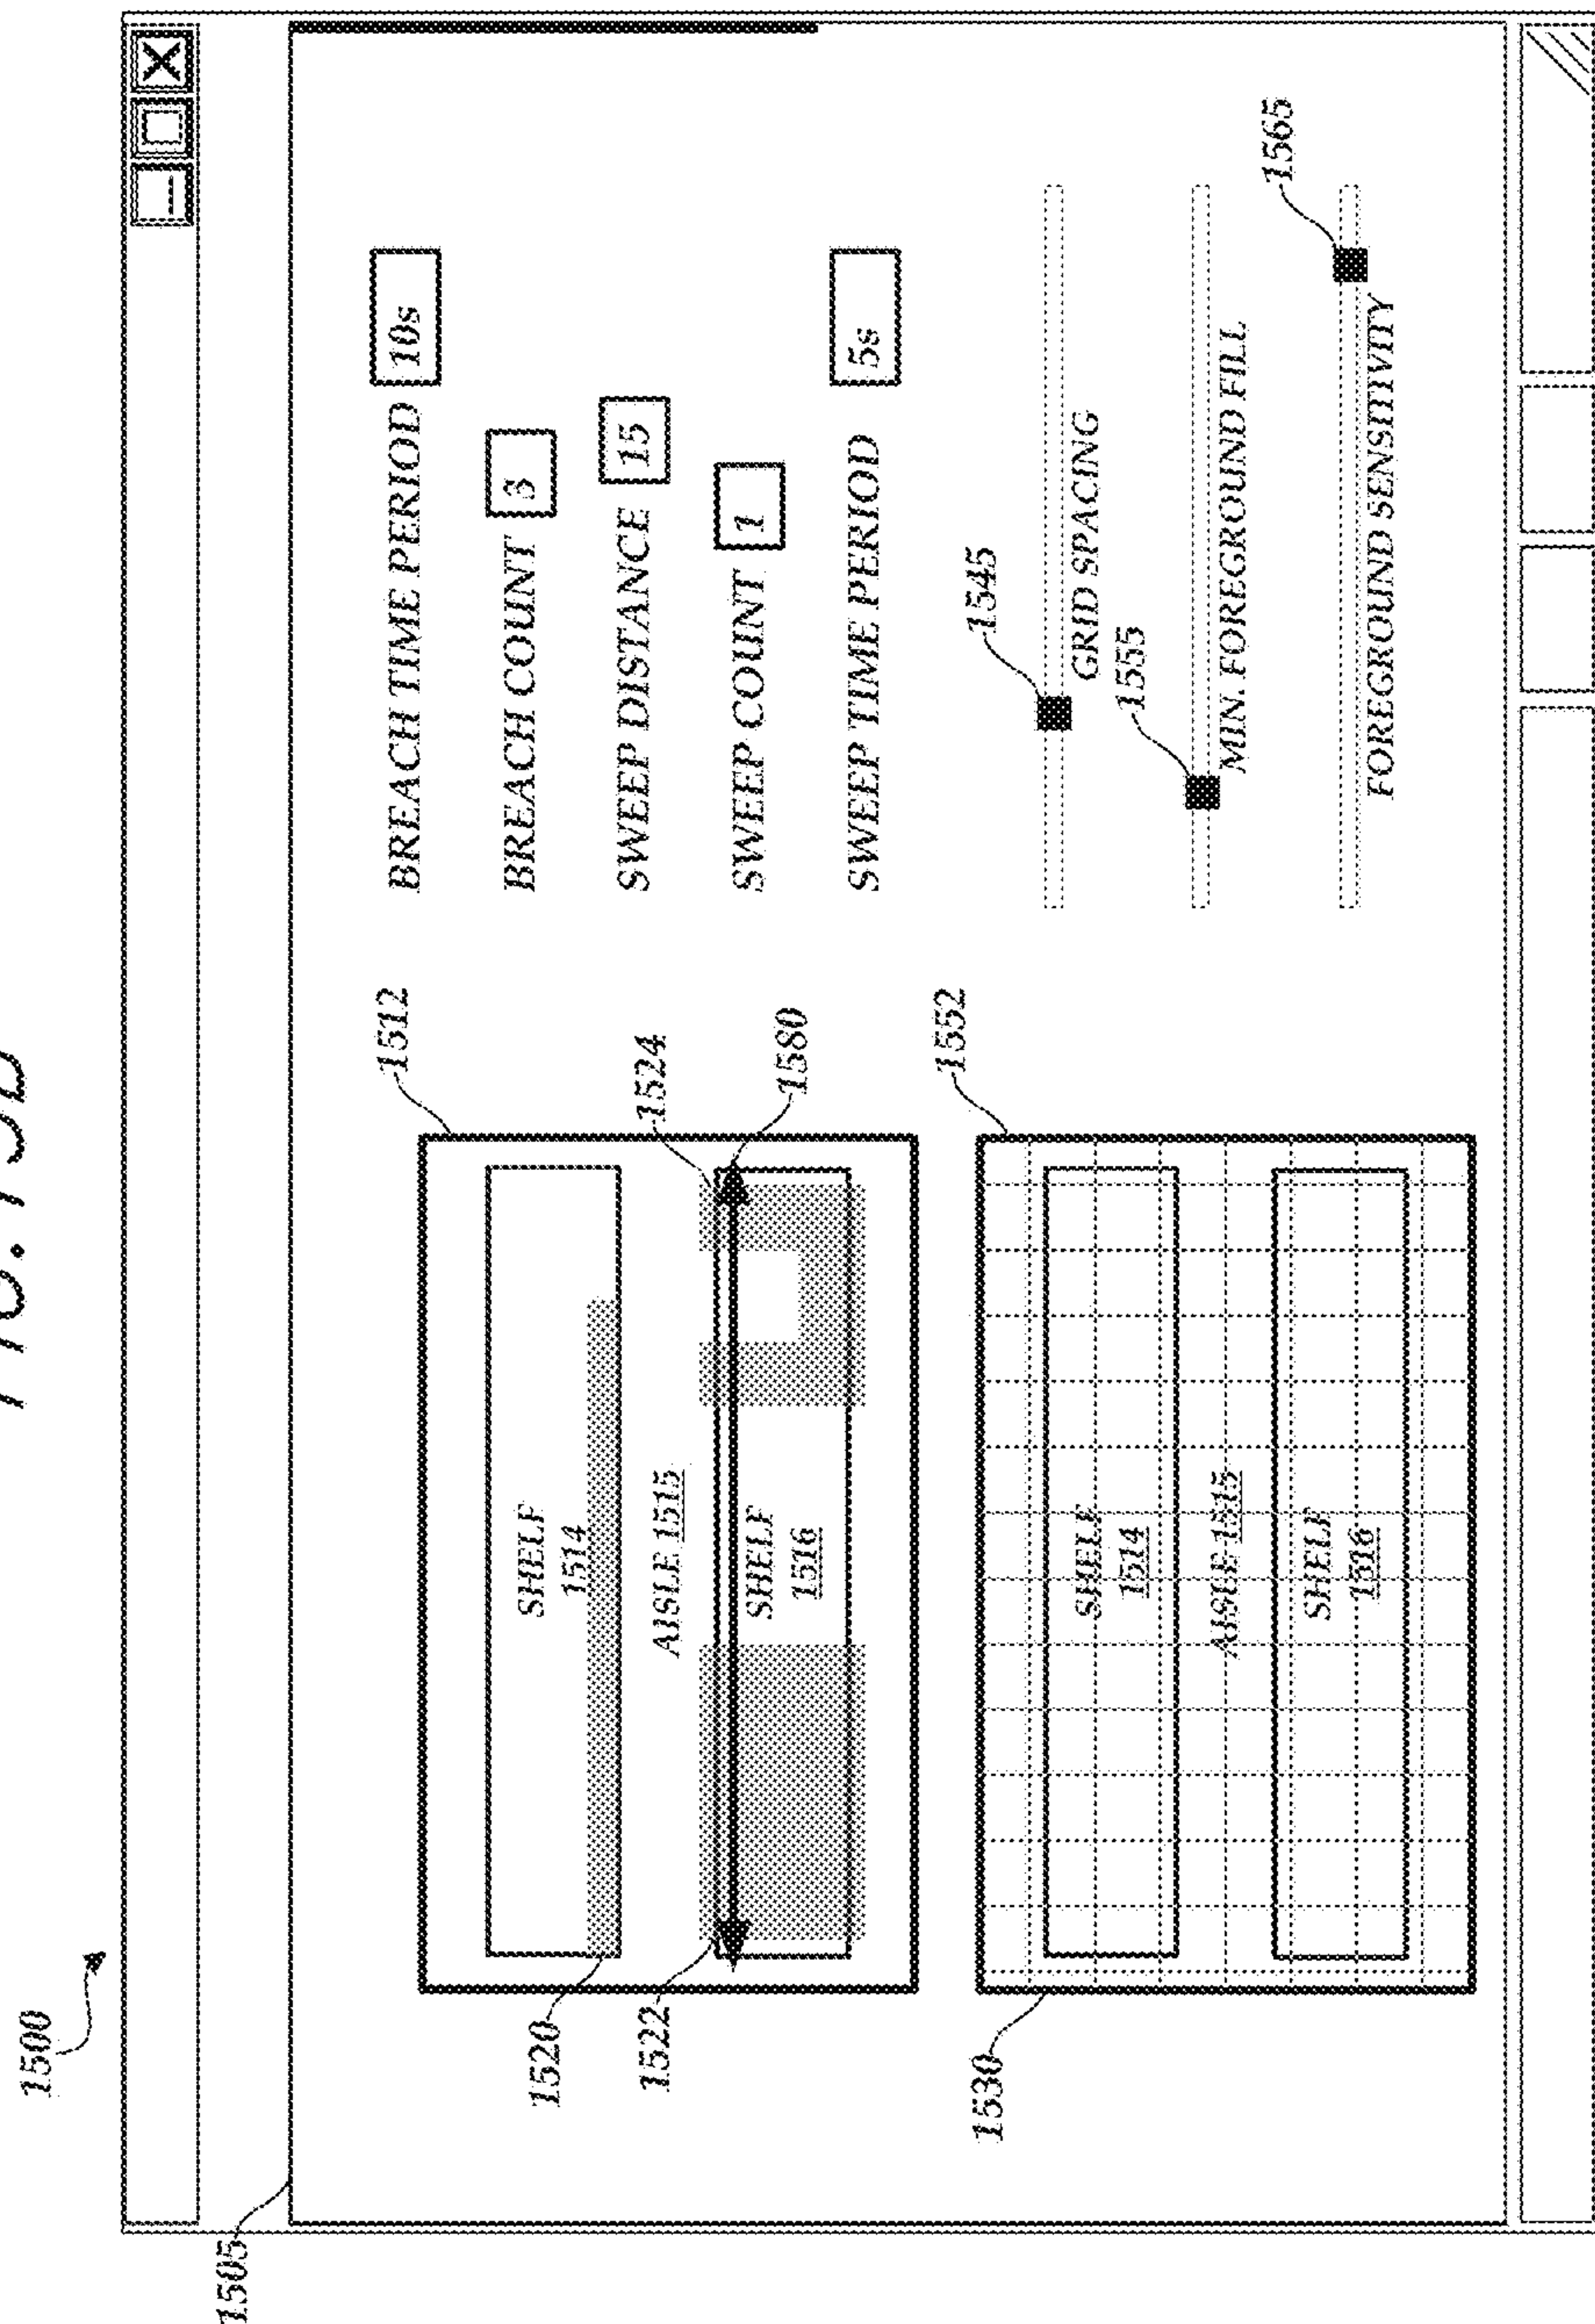 1500
1505
1512
1520
SHELF
1514
1522
AISLE 1515
1524
SHELF
1516
1580
BREACH TIME PERIOD 10s
BREACH COUNT 3
SWEEP DISTANCE 15
SWEEP COUNT 1
SWEEP TIME PERIOD 5s
1552
1530
SHELF
1514
AISLE 1515
SHELF
1516
1545
GRID SPACING
1555
MIN. FOREGROUND FILL
1565
FOREGROUND SENSITIVITY